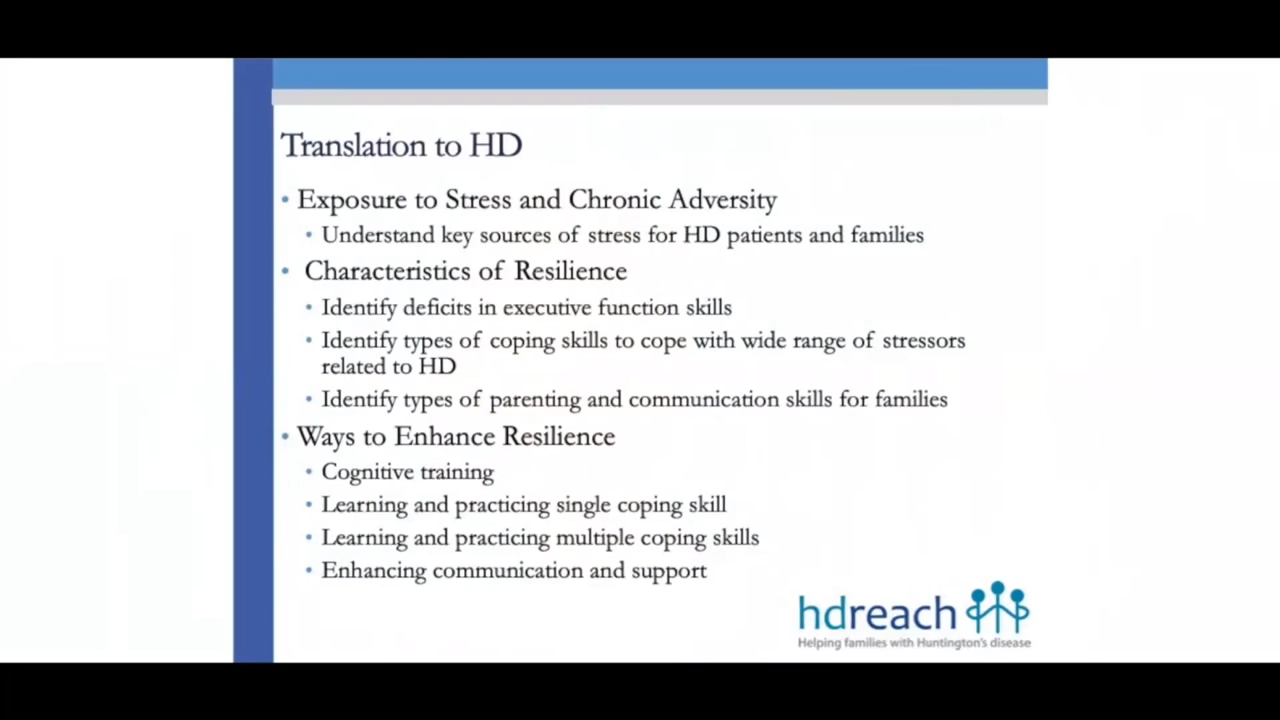 Translation to HD
• Exposure to Stress and Chronic Adversity
• Understand key sources of stress for HD patients and families
• Characteristics of Resilience
• Identify deficits in executive function skills
• Identify types of coping skills to cope with wide range of stressors
related to HD
• Identify types of parenting and communication skills for families
• Ways to Enhance Resilience
• Cognitive training
• Learning and practicing single coping skill
• Learning and practicing multiple coping skills
• Enhancing communication and support
hdreach
Helping families with Huntington's disease